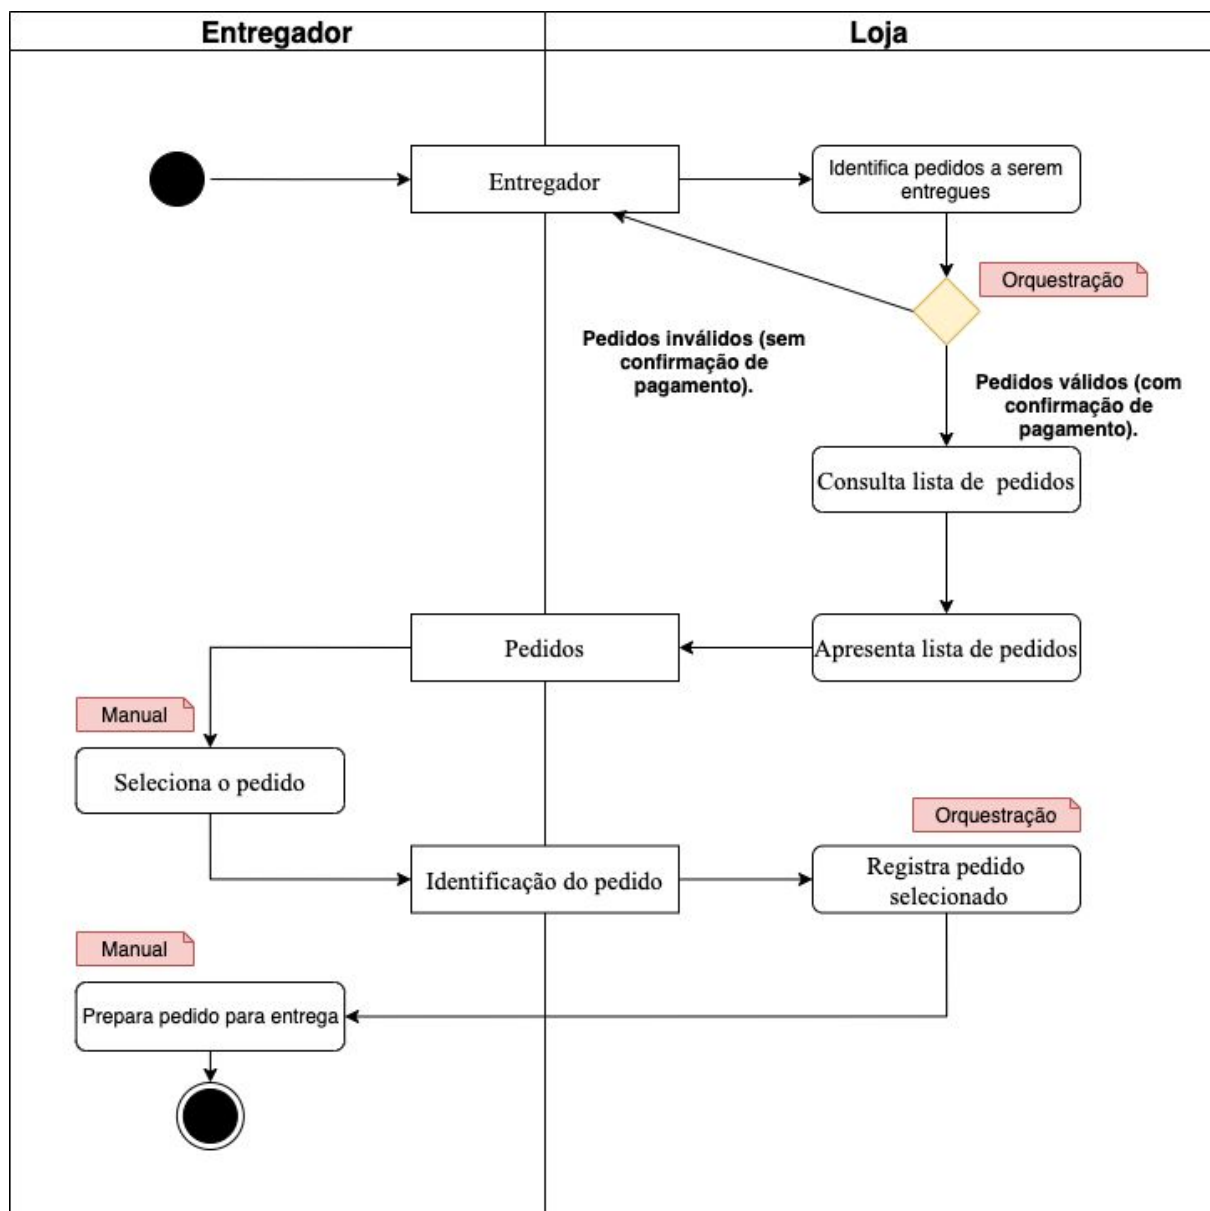 Entregador
Loja
Entregador
Identifica pedidos a serem
entregues
Orquestração
Pedidos inválidos (sem
confirmação de
pagamento).
Pedidos válidos (com
confirmação de
pagamento).
Consulta lista de pedidos
Pedidos
Apresenta lista de pedidos
Manual
Seleciona o pedido
Orquestração
Identificação do pedido
Registra pedido
selecionado
Manual
Prepara pedido para entrega